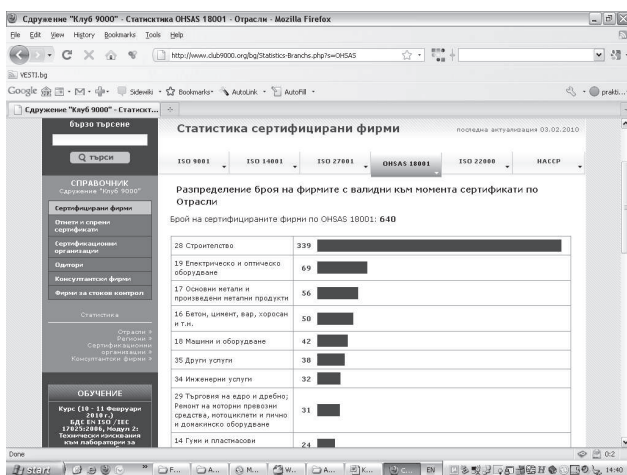 Сдружение "Клуб 9000" - Статисктика OHSAS 18001 - Отрасли - Mozilla Firefox
File Edit View History Bookmarks Tools Help
http://www.club9000.org/bg/Statistics-Branchs.php?s=OHSAS
VESTI.bg
Google Sidewiki Bookmarks AutoLink AutoFill prakti...
Сдружение "Клуб 9000" - Статискт...
бързо търсене
търси
СПРАВОЧНИК
Сдружение "Клуб 9000"
Сертифицирани фирми
Отнети и спрени
сертификати
Сертификационни
организации
Одитори
Консултантски фирми
Фирми за стоков контрол
Статистика
Отрасли >
Региони >
Сертификационни
организации >
Консултантски фирми >
ОБУЧЕНИЕ
Курс (10 - 11 Февруари
2010 г.)
БДС EN ISO /IEC
17025:2006, Модул 2:
Технически изисквания
към лаборатории за
Статистика сертифицирани фирми
последна актуализация 03.02.2010
ISO 9001 ISO 14001 ISO 27001 OHSAS 18001 ISO 22000 HACCP
Разпределение броя на фирмите с валидни към момента сертификати по
Отрасли
Брой на сертифицираните фирми по OHSAS 18001: 640
28 Строителство 339
19 Електрическо и оптическо
оборудване 69
17 Основни метали и
произведени метални продукти 56
16 Бетон, цимент, вар, хоросан
и т.н. 50
18 Машини и оборудване 42
35 Други услуги 38
34 Инженерни услуги 32
29 Търговия на едро и дребно;
Ремонт на моторни превозни
средства, мотоциклети и лично
и домакинско оборудване 31
14 Гуми и пластмасови 24
Done 0:2
start F... A... M... W... A... K... C... EN 14:40